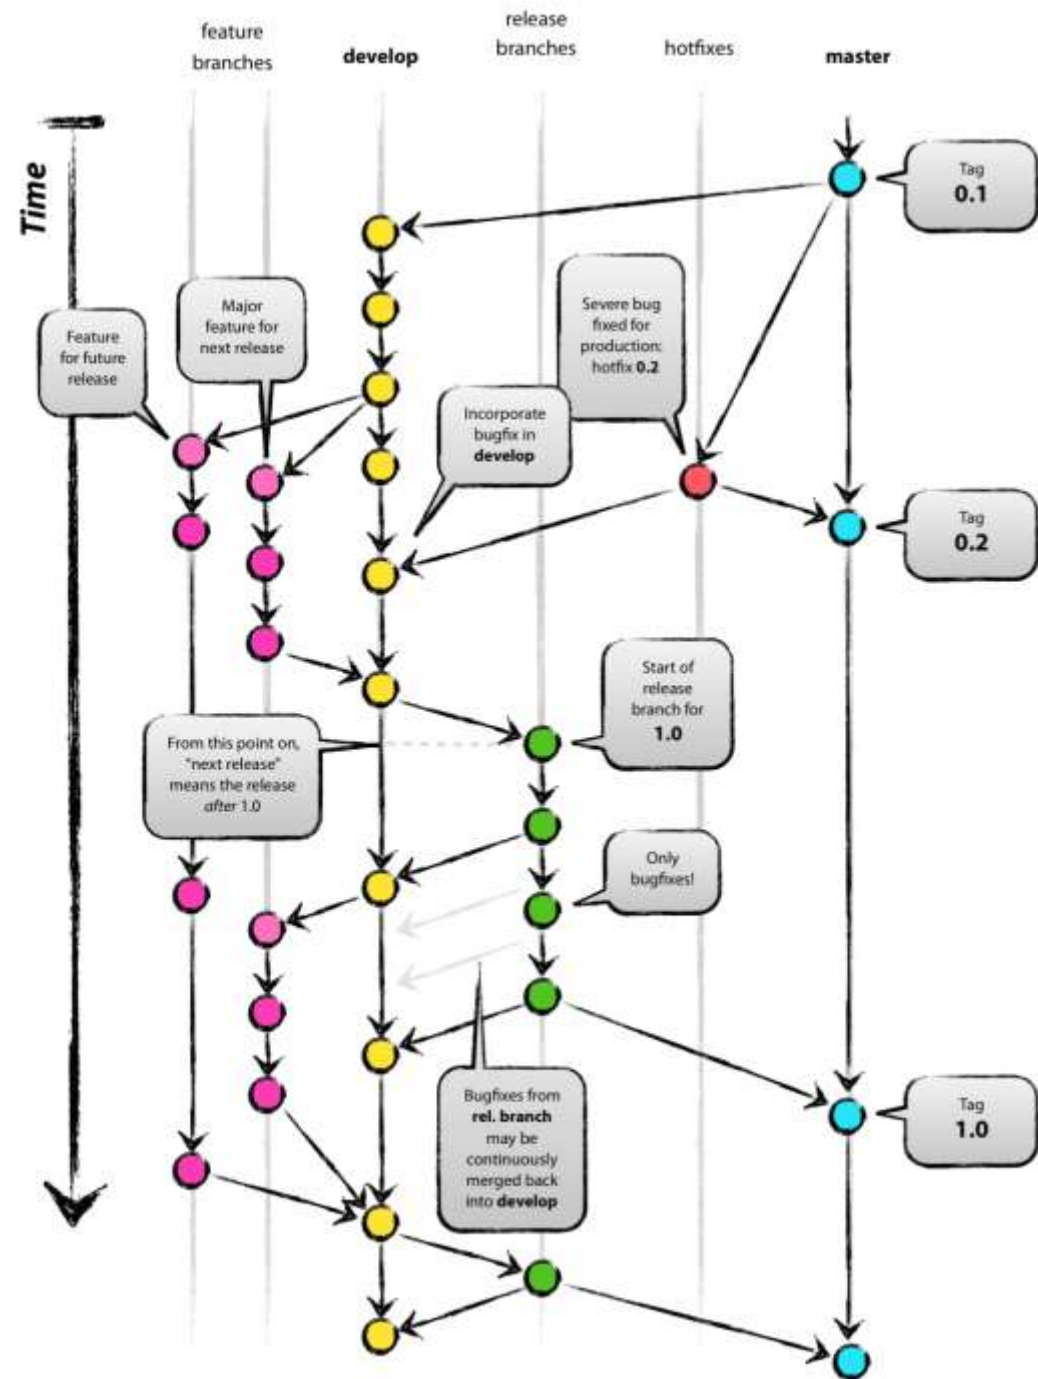 feature
branches
develop
release
branches
hotfixes
master
Time
Tag
0.1
Feature
for future
release
Major
feature for
next release
Severe bug
fixed for
production:
hotfix 0.2
Incorporate
bugfix in
develop
Tag
0.2
Start of
release
branch for
1.0
From this point on,
“next release”
means the release
after 1.0
Only
bugfixes!
Bugfixes from
rel. branch
may be
continuously
merged back
into develop
Tag
1.0